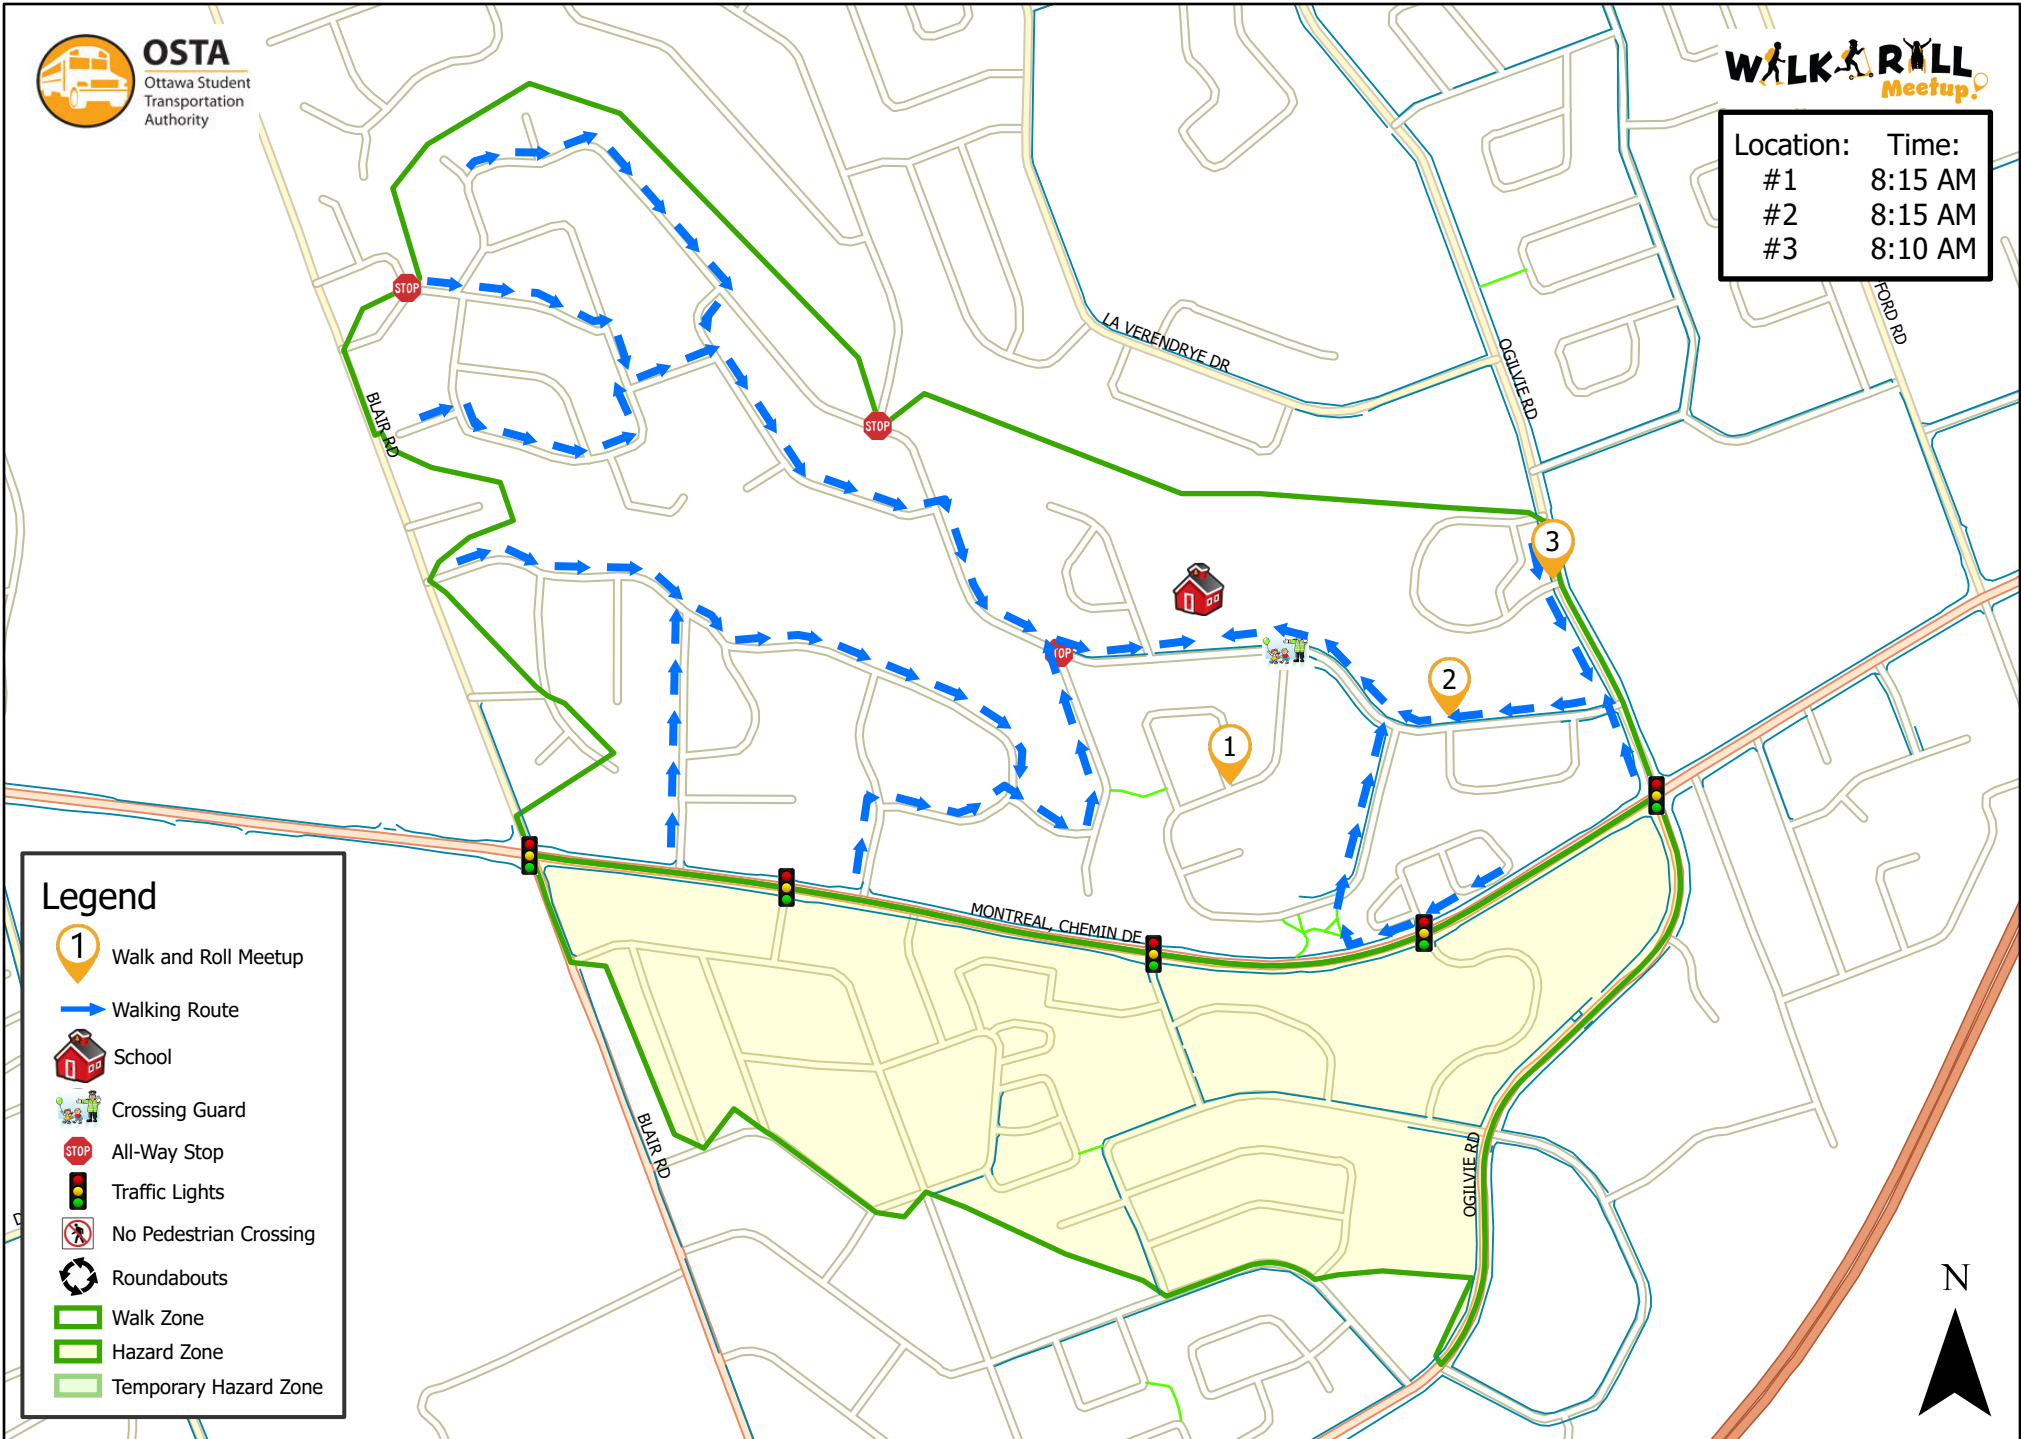 OSTA
Ottawa Student
Transportation
Authority
WALK & ROLL
Meetup!
Location: Time:
#1 8:15 AM
#2 8:15 AM
#3 8:10 AM
FORD RD
LA VERENDRYE DR
OGILVIE RD
BLAIR RD
STOP
STOP
STOP
3
2
1
MONTREAL, CHEMIN DE
BLAIR RD
OGILVIE RD
D
Legend
1 Walk and Roll Meetup
Walking Route
School
Crossing Guard
STOP All-Way Stop
Traffic Lights
No Pedestrian Crossing
Roundabouts
Walk Zone
Hazard Zone
Temporary Hazard Zone
N